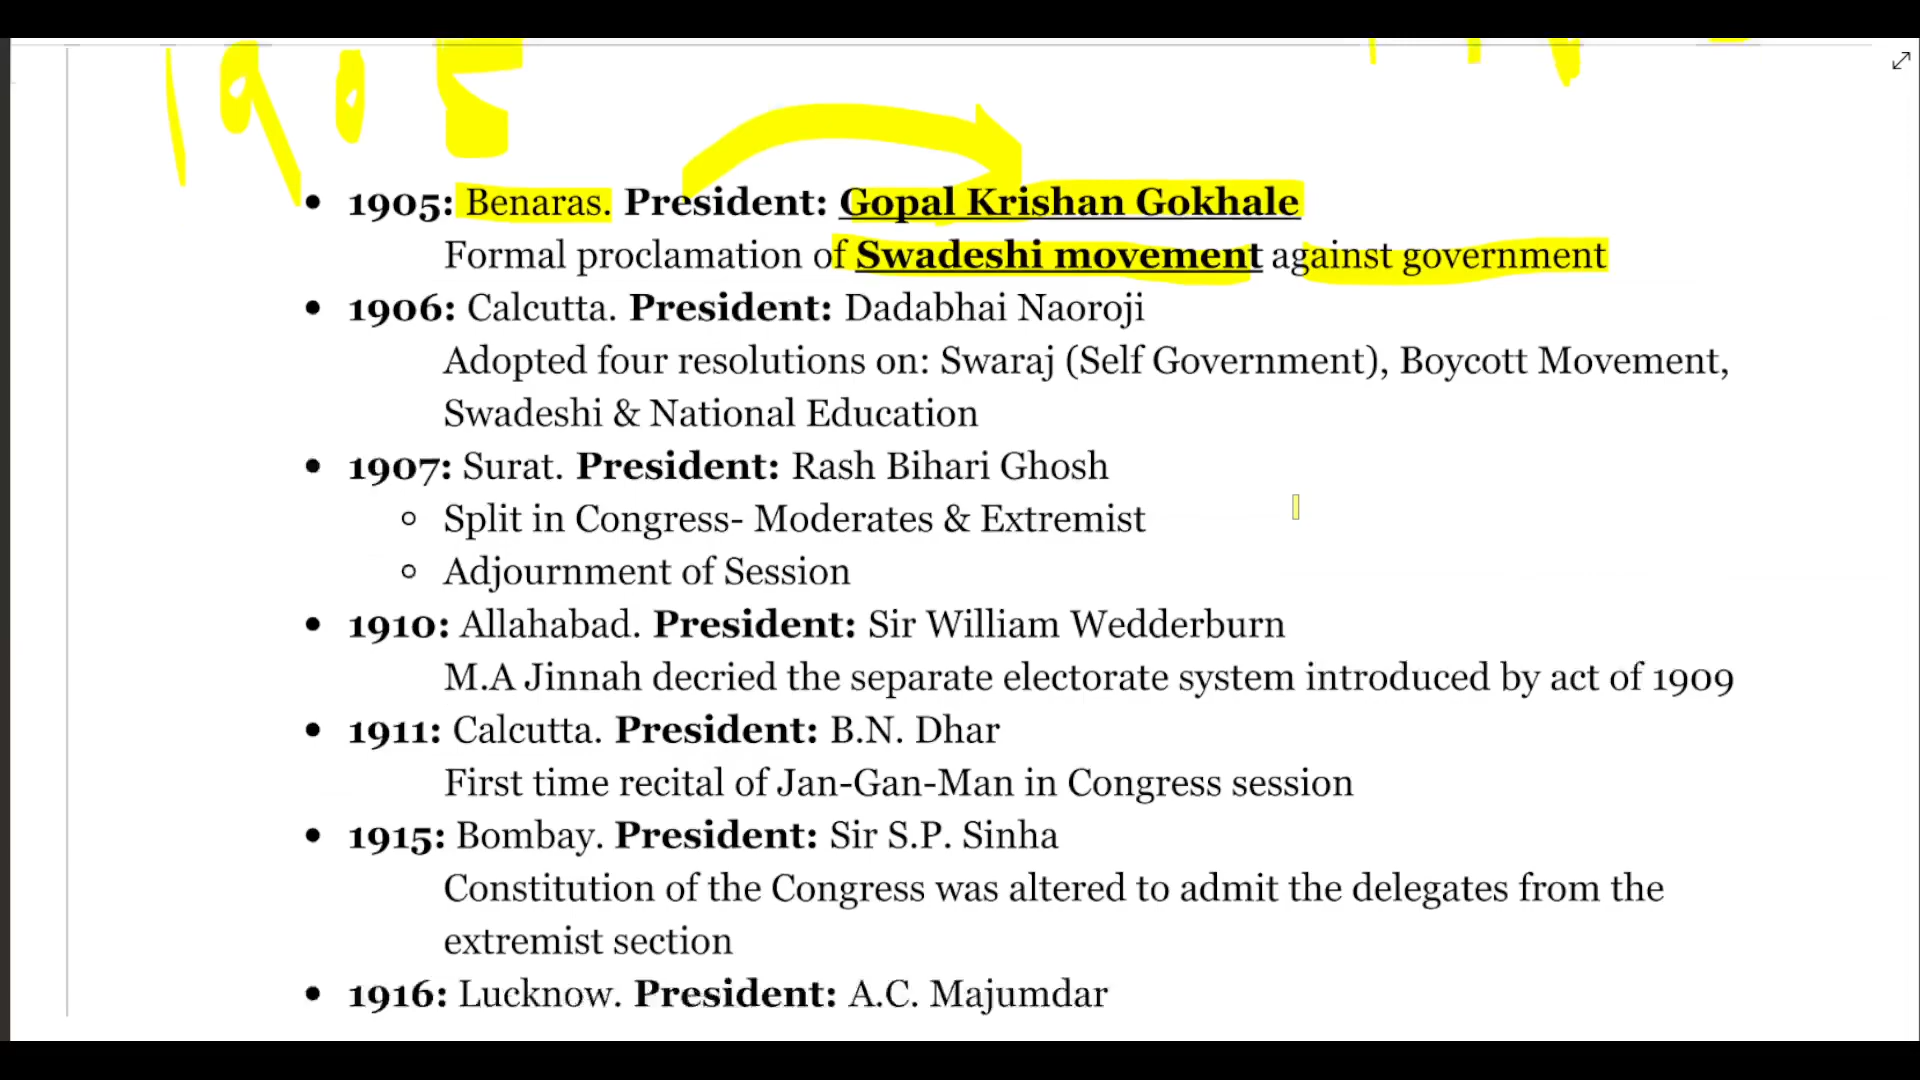 1905
• 1905: Benaras. President: Gopal Krishan Gokhale
Formal proclamation of Swadeshi movement against government
• 1906: Calcutta. President: Dadabhai Naoroji
Adopted four resolutions on: Swaraj (Self Government), Boycott Movement,
Swadeshi & National Education
• 1907: Surat. President: Rash Bihari Ghosh
○ Split in Congress- Moderates & Extremist
○ Adjournment of Session
• 1910: Allahabad. President: Sir William Wedderburn
M.A Jinnah decried the separate electorate system introduced by act of 1909
• 1911: Calcutta. President: B.N. Dhar
First time recital of Jan-Gan-Man in Congress session
• 1915: Bombay. President: Sir S.P. Sinha
Constitution of the Congress was altered to admit the delegates from the
extremist section
• 1916: Lucknow. President: A.C. Majumdar